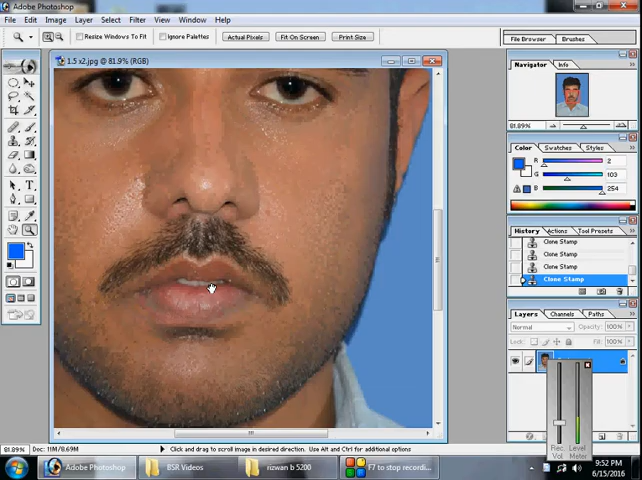 Adobe Photoshop
File Edit Image Layer Select Filter View Window Help
Resize Windows To Fit Ignore Palettes Actual Pixels Fit On Screen Print Size File Browser Brushes
1.5 x2.jpg @ 81.9% (RGB)
Navigator Info
81.89%
Color Swatches Styles
R 2
G 103
B 254
History Actions Tool Presets
Clone Stamp
Clone Stamp
Clone Stamp
Clone Stamp
Layers Channels Paths
Normal Opacity: 100%
Lock: Fill: 100%
Rec. Level
Vol Meter
81.89% Doc: 11M/8.69M Click and drag to scroll image in desired direction. Use Alt and Ctrl for additional options
Adobe Photoshop BSR Videos rizwan b 5200 F7 to stop recordi... 9:52 PM
6/15/2016